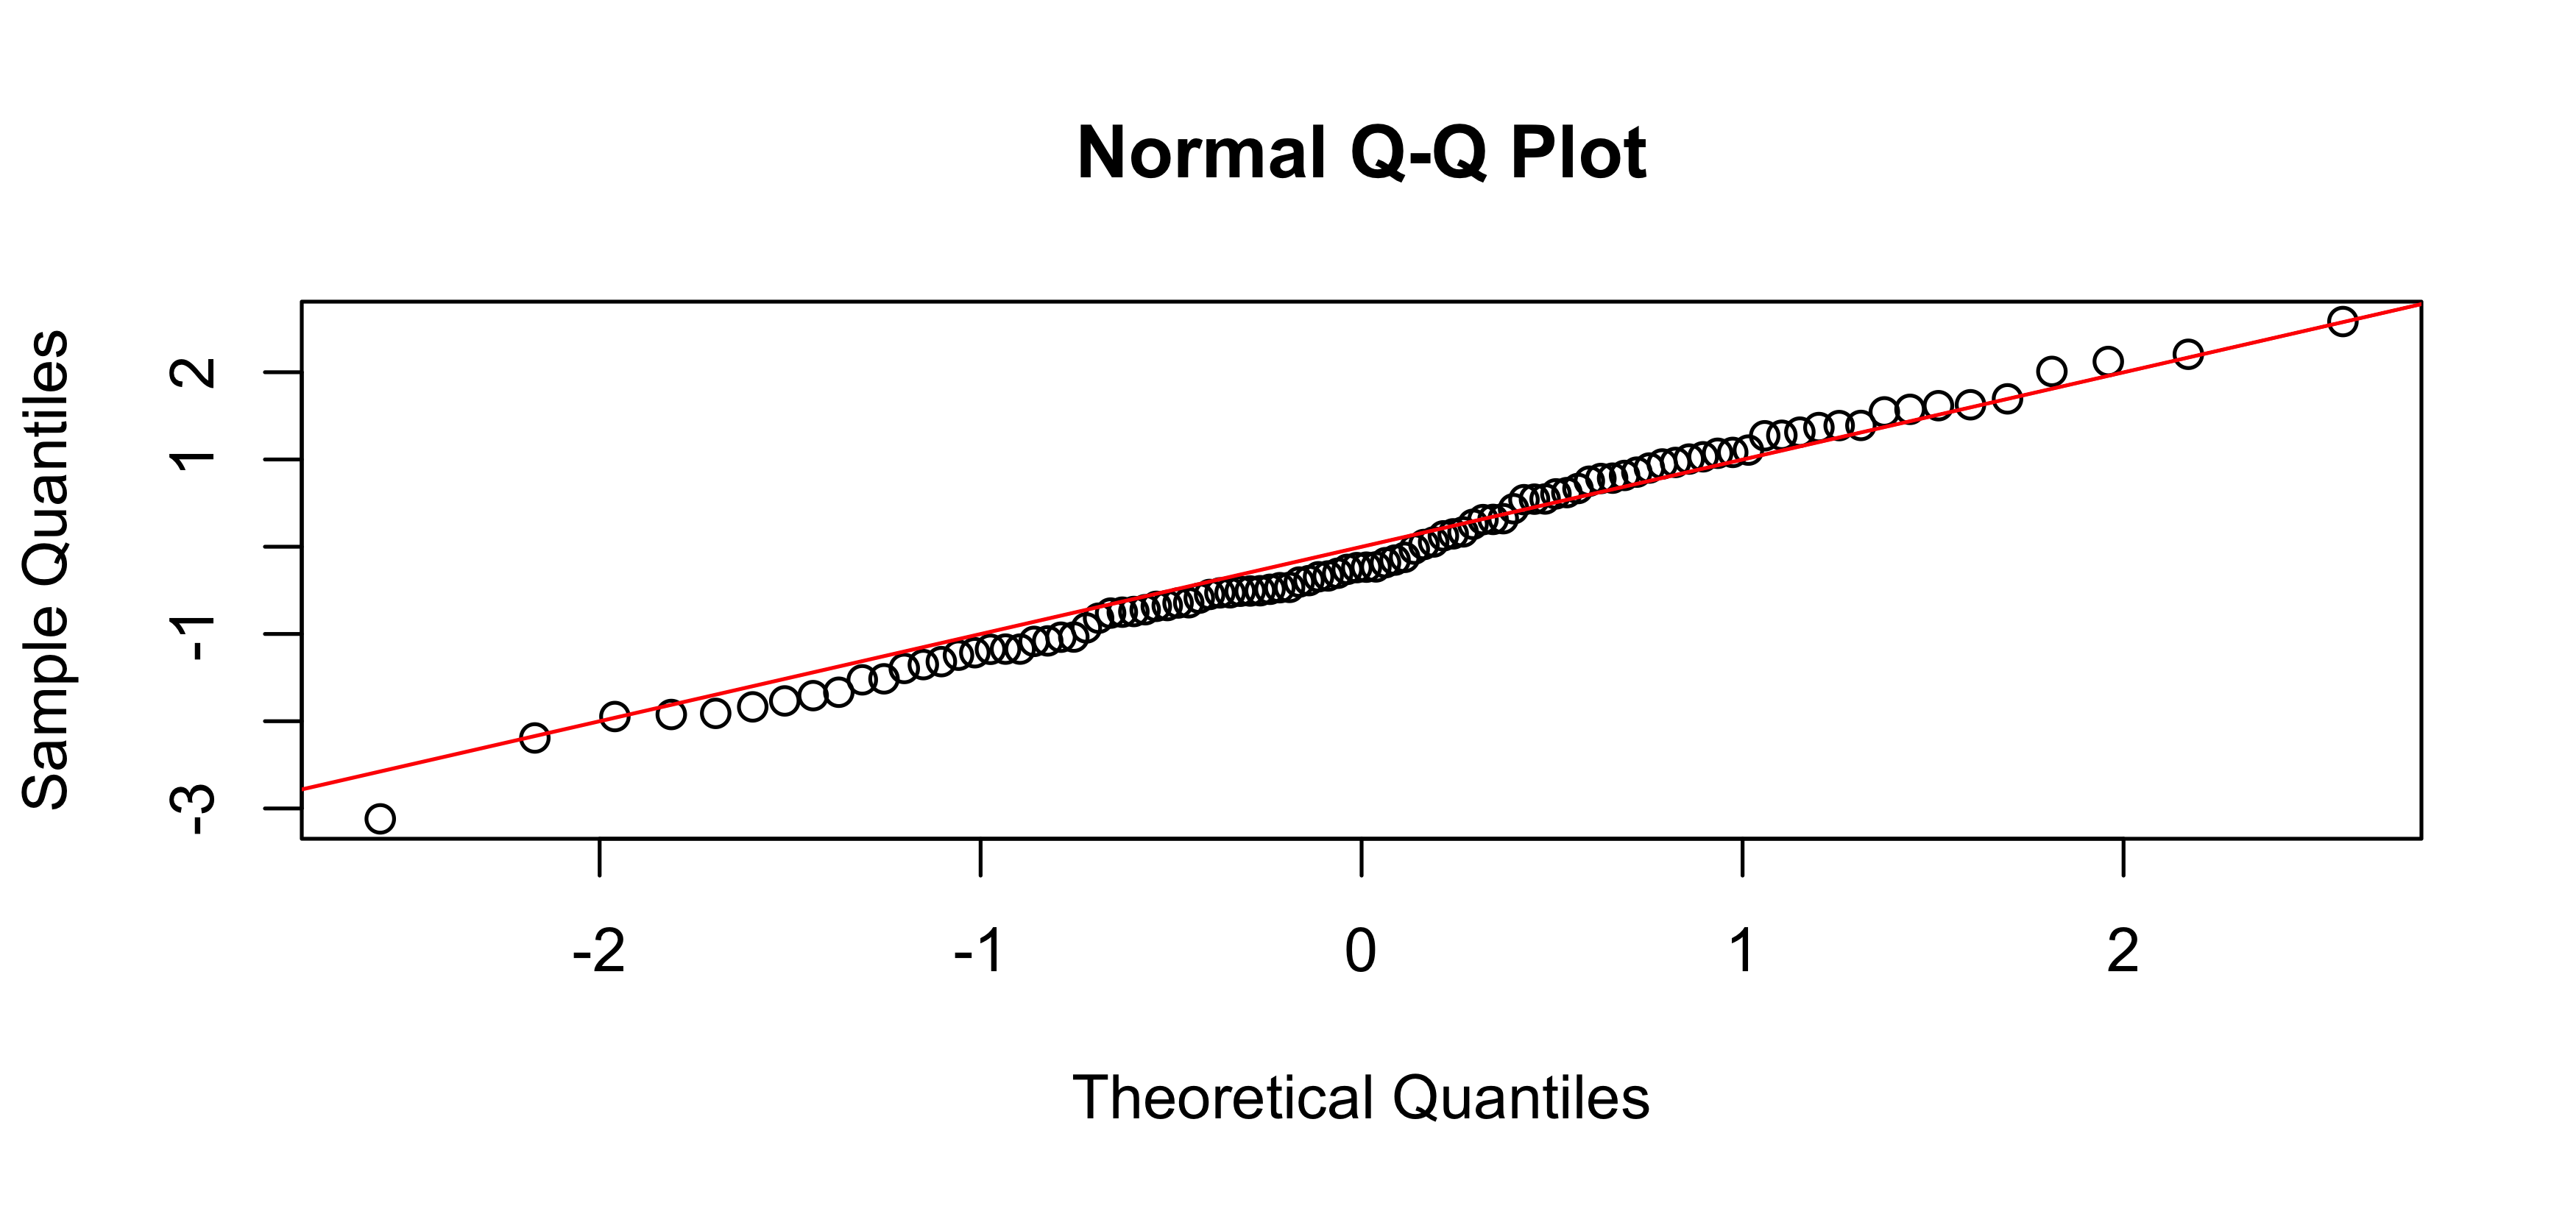 Normal Q-Q Plot
Sample Quantiles
2
1
-1
-3
-2 -1 0 1 2
Theoretical Quantiles